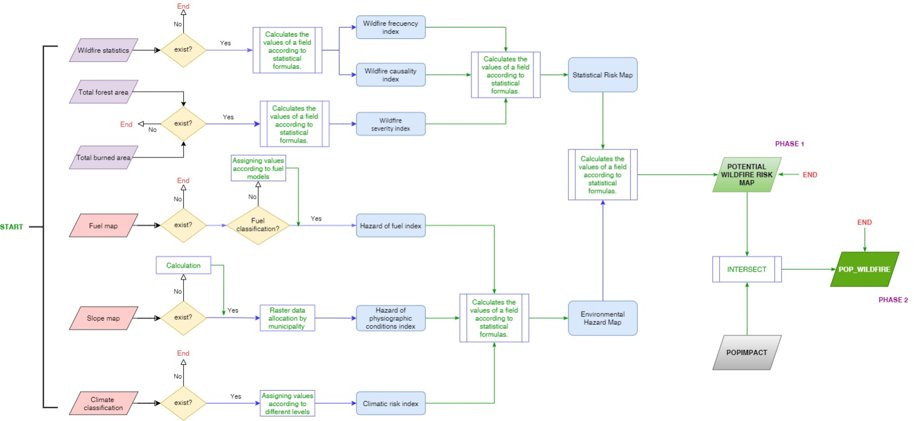 START
Wildfire statistics
exist?
No
End
Yes
Calculates the
values of a field
according to
statistical
formulas.
Wildfire frecuency
index
Wildfire causality
index
Total forest area
Total burned area
exist?
No
End
Yes
Calculates the
values of a field
according to
statistical
formulas.
Wildfire
severity index
Calculates the
values of a field
according to
statistical
formulas.
Statistical Risk Map
Fuel map
exist?
No
End
Fuel
classification?
No
Assigning values
according to fuel
models
Yes
Hazard of fuel index
Slope map
exist?
No
Calculation
Yes
Raster data
allocation by
municipality
Hazard of
physiographic
conditions index
Climate
classification
exist?
No
End
Yes
Assigning values
according to
different levels
Climatic risk index
Calculates the
values of a field
according to
statistical
formulas.
Environmental
Hazard Map
Calculates the
values of a field
according to
statistical
formulas.
PHASE 1
POTENTIAL
WILDFIRE RISK
MAP
END
INTERSECT
POPIMPACT
END
POP_WILDFIRE
PHASE 2